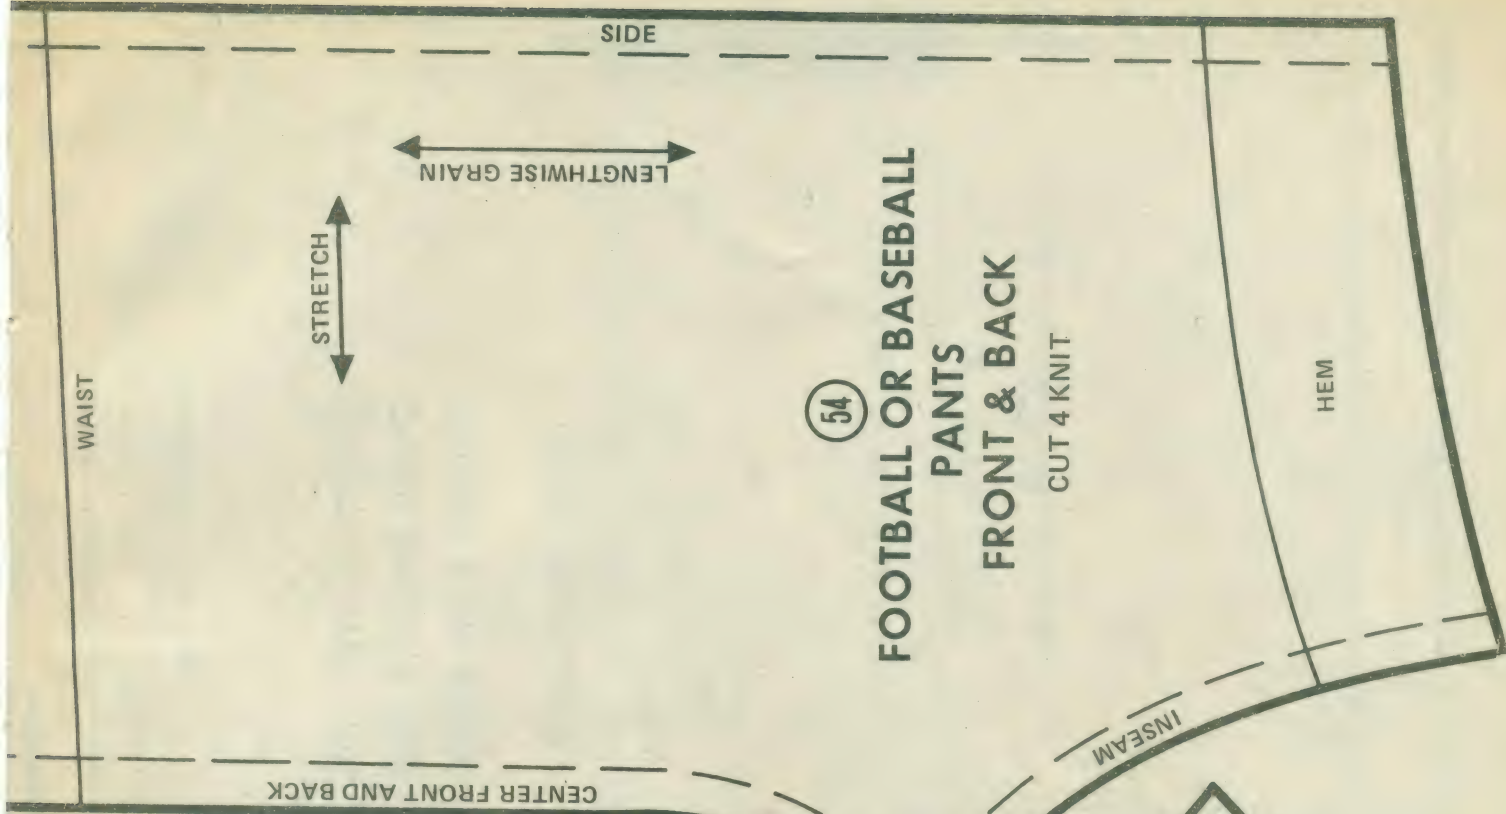 SIDE
LENGTHWISE GRAIN
STRETCH
WAIST
54
FOOTBALL OR BASEBALL
PANTS
FRONT & BACK
CUT 4 KNIT
HEM
INSEAM
CENTER FRONT AND BACK